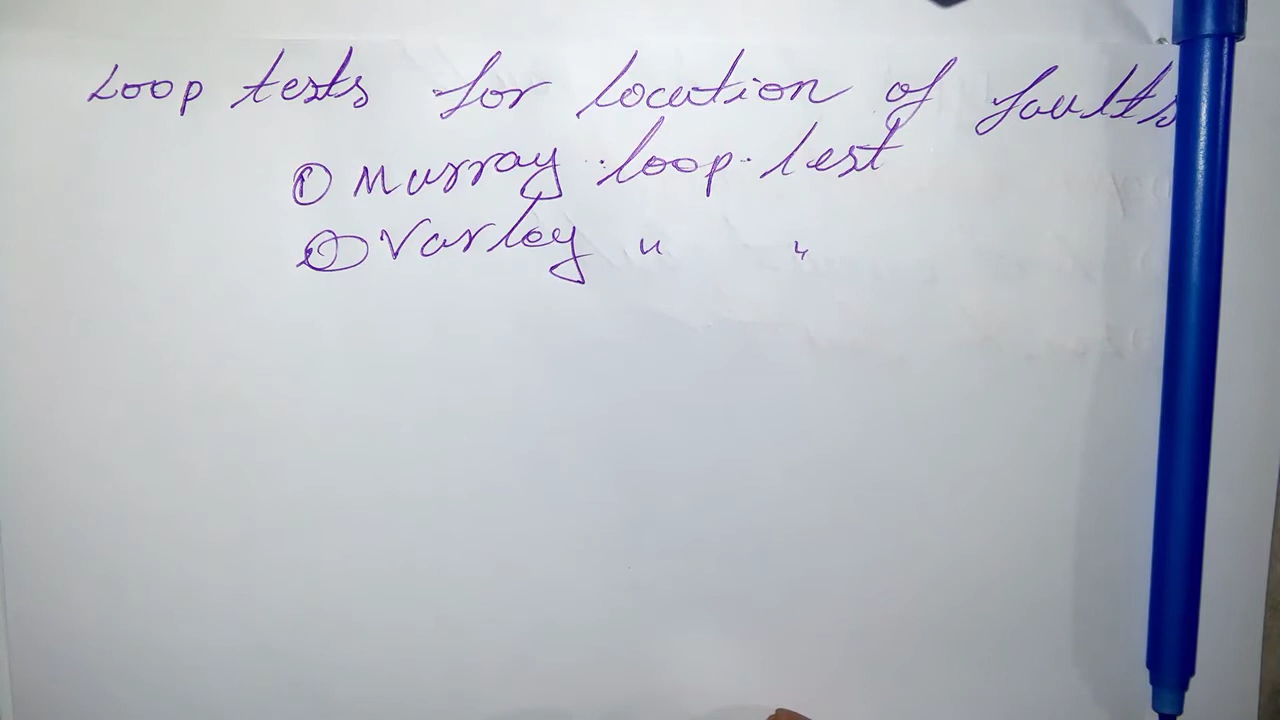 Loop tests for location of faults
① Murray loop test
② Varley " "